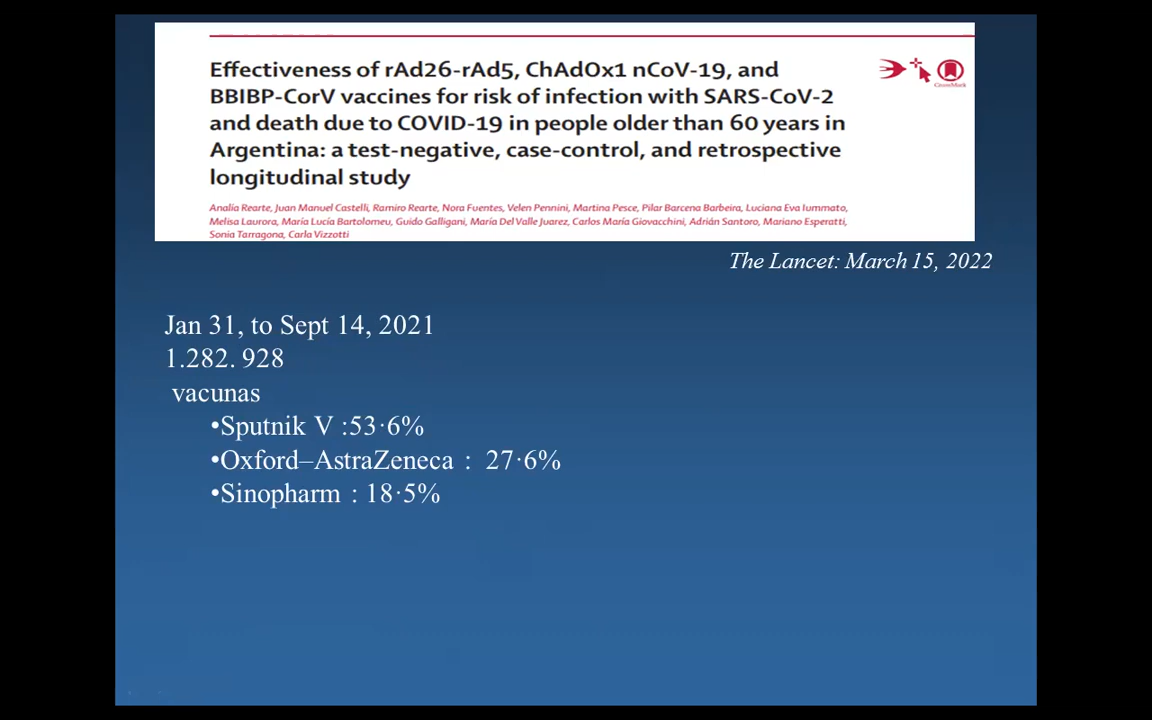 Effectiveness of rAd26-rAd5, ChAdOx1 nCoV-19, and
BBIBP-CorV vaccines for risk of infection with SARS-CoV-2
and death due to COVID-19 in people older than 60 years in
Argentina: a test-negative, case-control, and retrospective
longitudinal study
CrossMark
Analía Rearte, Juan Manuel Castelli, Ramiro Rearte, Nora Fuentes, Velen Pennini, Martina Pesce, Pilar Barcena Barbeira, Luciana Eva Iummato,
Melisa Laurora, María Lucía Bartolomeu, Guido Galligani, María Del Valle Juarez, Carlos María Giovacchini, Adrián Santoro, Mariano Esperatti,
Sonia Tarragona, Carla Vizzotti
The Lancet: March 15, 2022
Jan 31, to Sept 14, 2021
1.282. 928
vacunas
•Sputnik V :53·6%
•Oxford–AstraZeneca : 27·6%
•Sinopharm : 18·5%